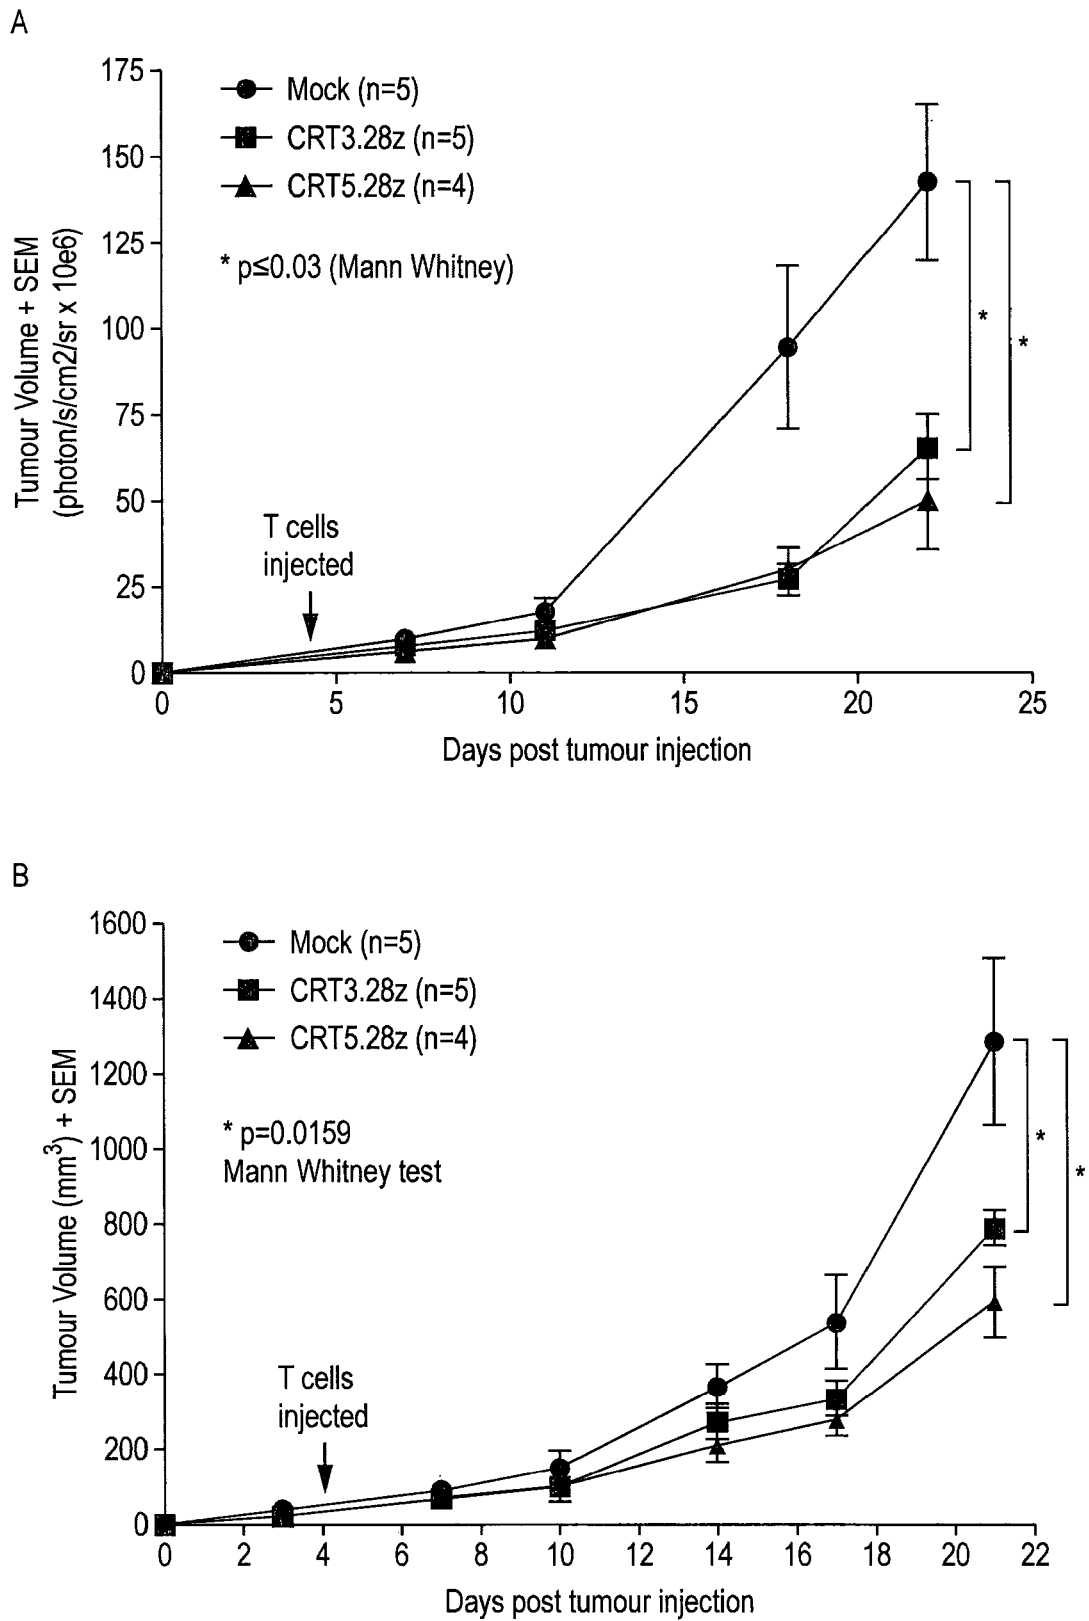 A
175
150
125
100
75
50
25
0
Tumour Volume + SEM
(photon/s/cm2/sr x 10e6)
Mock (n=5)
CRT3.28z (n=5)
CRT5.28z (n=4)
* p≤0.03 (Mann Whitney)
T cells
injected
*
*
0 5 10 15 20 25
Days post tumour injection
B
1600
1400
1200
1000
800
600
400
200
0
Tumour Volume (mm³) + SEM
Mock (n=5)
CRT3.28z (n=5)
CRT5.28z (n=4)
* p=0.0159
Mann Whitney test
T cells
injected
*
*
0 2 4 6 8 10 12 14 16 18 20 22
Days post tumour injection